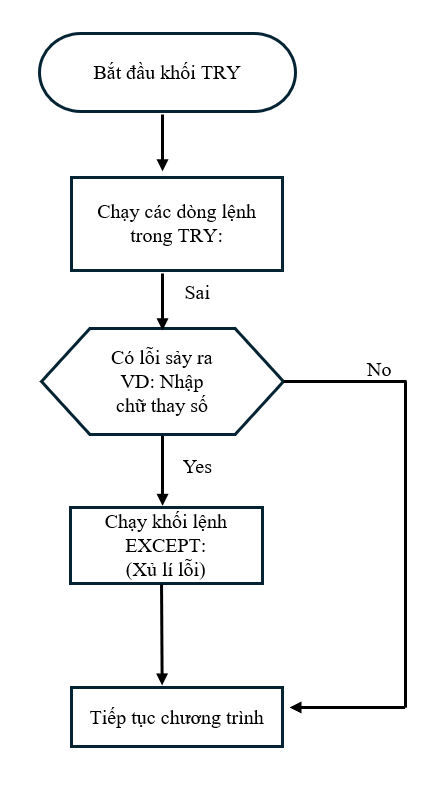 Bắt đầu khối TRY
Chạy các dòng lệnh
trong TRY:
Sai
Có lỗi sảy ra
VD: Nhập
chữ thay số
No
Yes
Chạy khối lệnh
EXCEPT:
(Xủ lí lỗi)
Tiếp tục chương trình